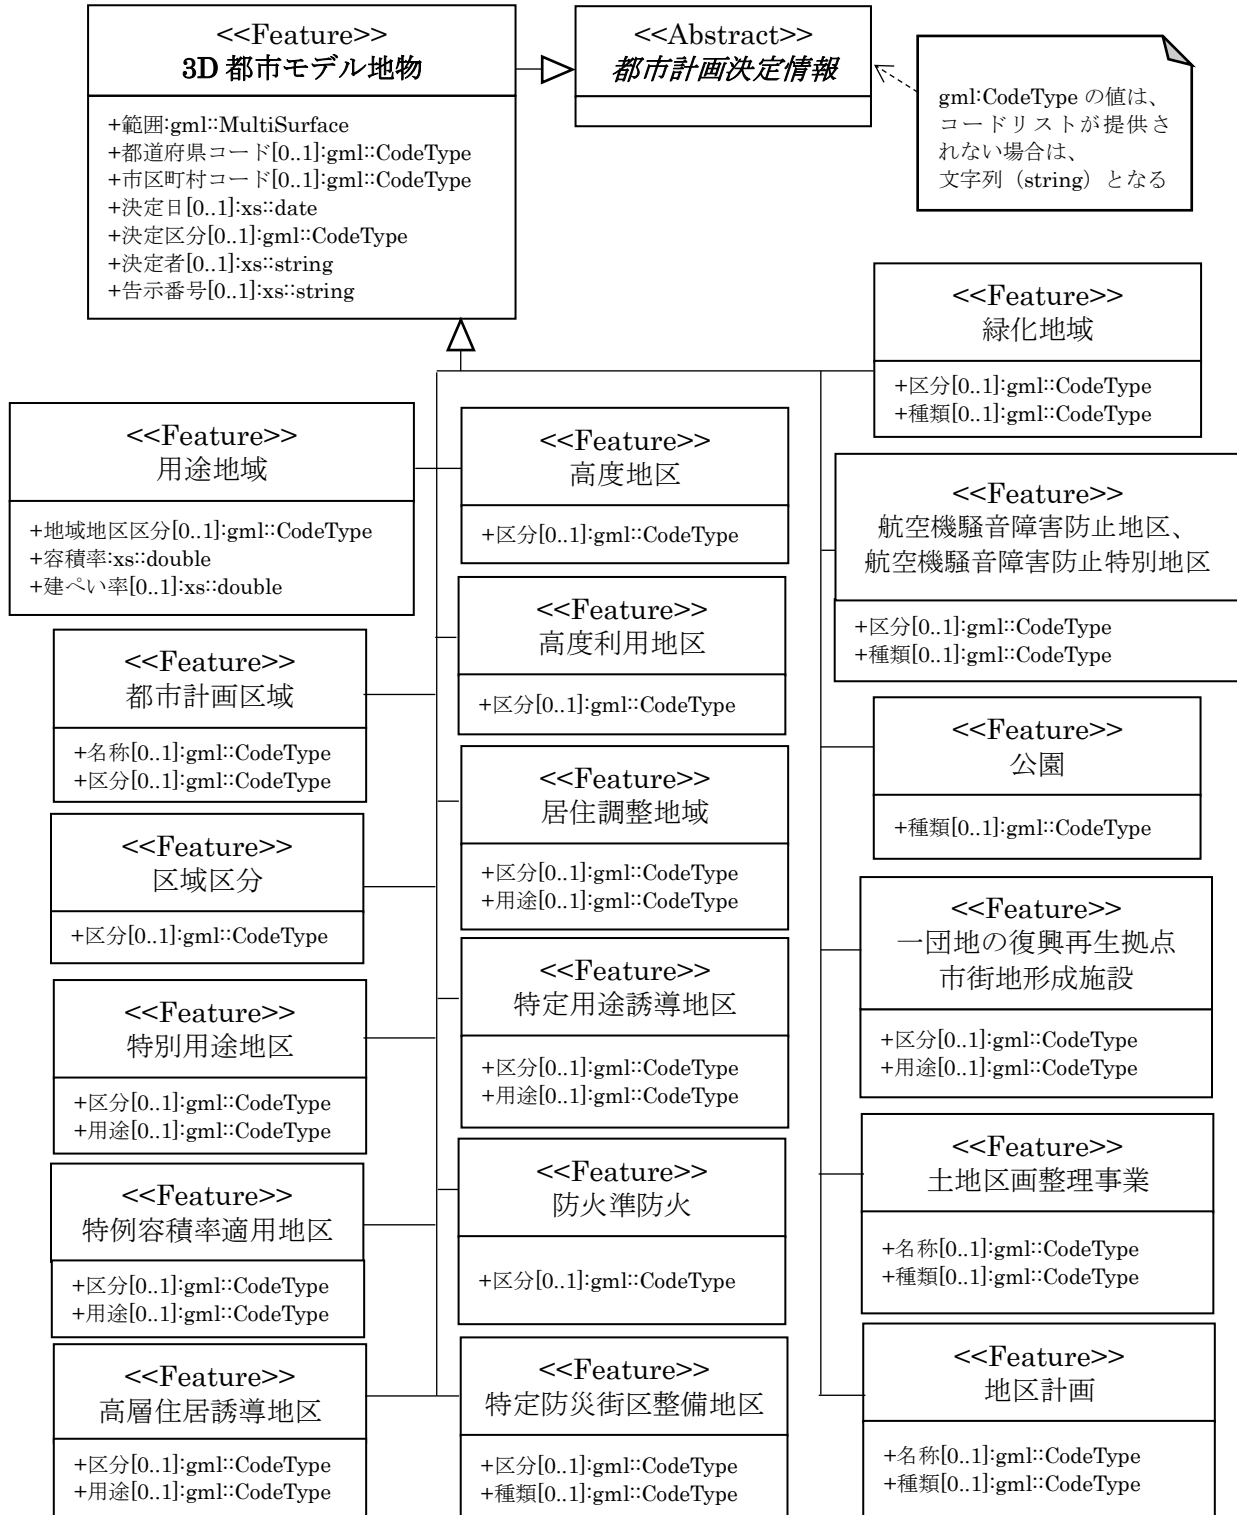 <<Feature>>
3D 都市モデル地物
+範囲:gml::MultiSurface
+都道府県コード[0..1]:gml::CodeType
+市区町村コード[0..1]:gml::CodeType
+決定日[0..1]:xs::date
+決定区分[0..1]:gml::CodeType
+決定者[0..1]:xs::string
+告示番号[0..1]:xs::string
<<Abstract>>
都市計画決定情報
gml:CodeType の値は、
コードリストが提供さ
れない場合は、
文字列（string）となる
<<Feature>>
用途地域
+地域地区区分[0..1]:gml::CodeType
+容積率:xs::double
+建ぺい率[0..1]:xs::double
<<Feature>>
都市計画区域
+名称[0..1]:gml::CodeType
+区分[0..1]:gml::CodeType
<<Feature>>
区域区分
+区分[0..1]:gml::CodeType
<<Feature>>
特別用途地区
+区分[0..1]:gml::CodeType
+用途[0..1]:gml::CodeType
<<Feature>>
特例容積率適用地区
+区分[0..1]:gml::CodeType
+用途[0..1]:gml::CodeType
<<Feature>>
高層住居誘導地区
+区分[0..1]:gml::CodeType
+用途[0..1]:gml::CodeType
<<Feature>>
高度地区
+区分[0..1]:gml::CodeType
<<Feature>>
高度利用地区
+区分[0..1]:gml::CodeType
<<Feature>>
居住調整地域
+区分[0..1]:gml::CodeType
+用途[0..1]:gml::CodeType
<<Feature>>
特定用途誘導地区
+区分[0..1]:gml::CodeType
+用途[0..1]:gml::CodeType
<<Feature>>
防火準防火
+区分[0..1]:gml::CodeType
<<Feature>>
特定防災街区整備地区
+区分[0..1]:gml::CodeType
+種類[0..1]:gml::CodeType
<<Feature>>
緑化地域
+区分[0..1]:gml::CodeType
+種類[0..1]:gml::CodeType
<<Feature>>
航空機騒音障害防止地区、
航空機騒音障害防止特別地区
+区分[0..1]:gml::CodeType
+種類[0..1]:gml::CodeType
<<Feature>>
公園
+種類[0..1]:gml::CodeType
<<Feature>>
一団地の復興再生拠点
市街地形成施設
+区分[0..1]:gml::CodeType
+用途[0..1]:gml::CodeType
<<Feature>>
土地区画整理事業
+名称[0..1]:gml::CodeType
+種類[0..1]:gml::CodeType
<<Feature>>
地区計画
+名称[0..1]:gml::CodeType
+種類[0..1]:gml::CodeType